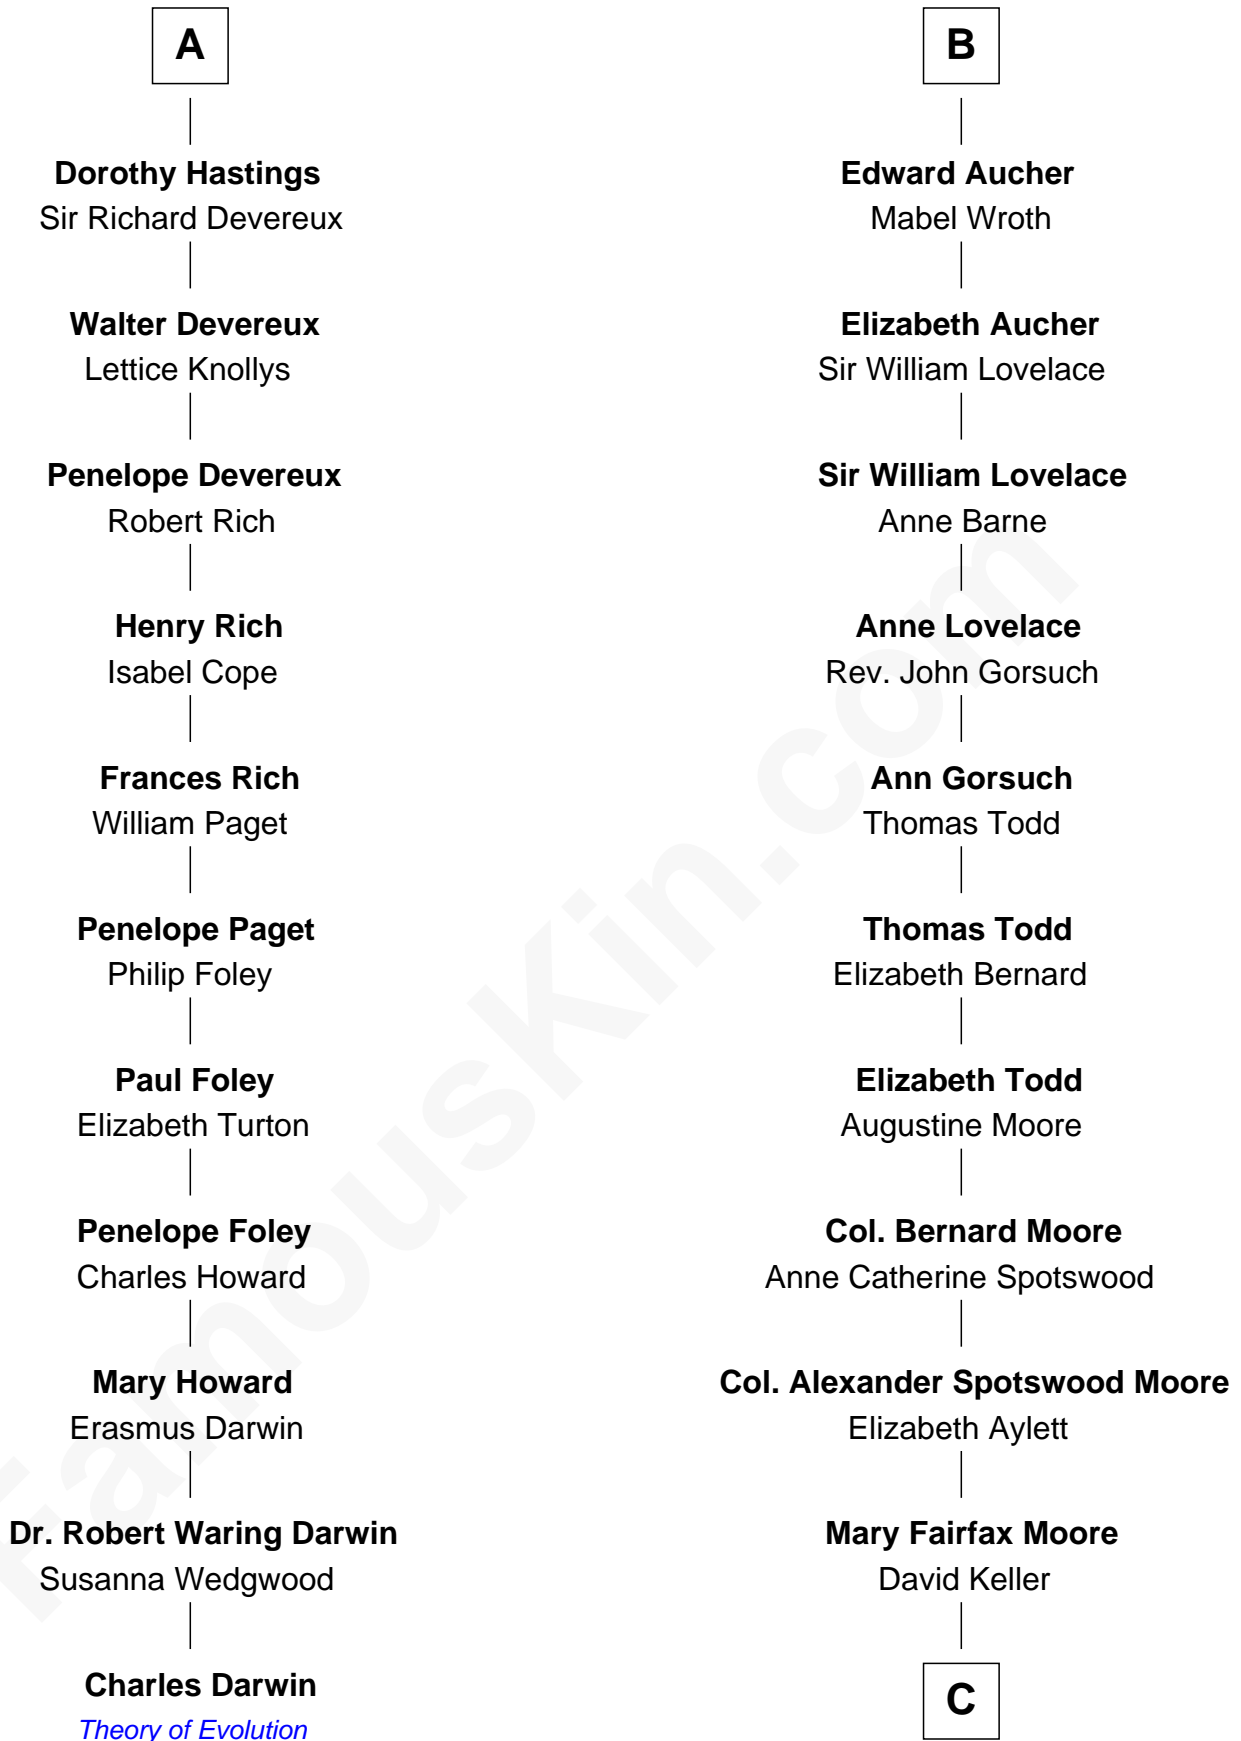 A
Dorothy Hastings
Sir Richard Devereux
Walter Devereux
Lettice Knollys
Penelope Devereux
Robert Rich
Henry Rich
Isabel Cope
Frances Rich
William Paget
Penelope Paget
Philip Foley
Paul Foley
Elizabeth Turton
Penelope Foley
Charles Howard
Mary Howard
Erasmus Darwin
Dr. Robert Waring Darwin
Susanna Wedgwood
Charles Darwin
Theory of Evolution
B
Edward Aucher
Mabel Wroth
Elizabeth Aucher
Sir William Lovelace
Sir William Lovelace
Anne Barne
Anne Lovelace
Rev. John Gorsuch
Ann Gorsuch
Thomas Todd
Thomas Todd
Elizabeth Bernard
Elizabeth Todd
Augustine Moore
Col. Bernard Moore
Anne Catherine Spotswood
Col. Alexander Spotswood Moore
Elizabeth Aylett
Mary Fairfax Moore
David Keller
C
FamousKin.com